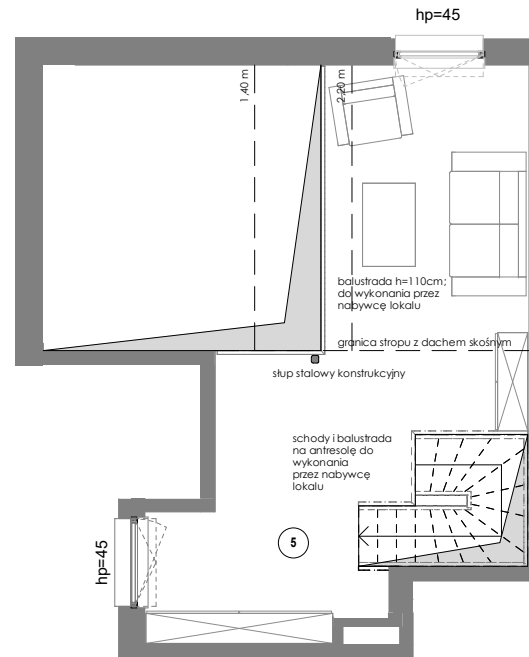 hp=45
1,40 m
2,20 m
balustrada h=110cm;
do wykonania przez
nabywcę lokalu
granica stropu z dachem skośnym
słup stalowy konstrukcyjny
schody i balustrada
na antresolę do
wykonania
przez nabywcę
lokalu
5
hp=45